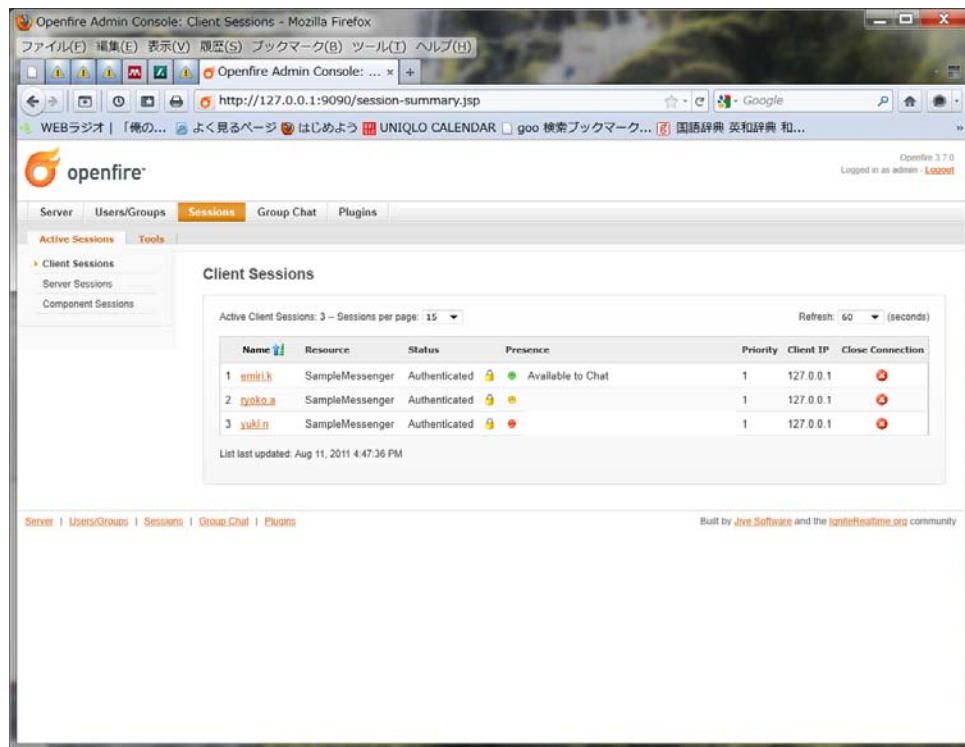 Openfire Admin Console: Client Sessions - Mozilla Firefox
ファイル(F) 編集(E) 表示(V) 履歴(S) ブックマーク(B) ツール(T) ヘルプ(H)
Openfire Admin Console: ... × +
http://127.0.0.1:9090/session-summary.jsp Google
WEBラジオ | 「俺の... よく見るページ はじめよう UNIQLO CALENDAR goo 検索ブックマーク... 国語辞典 英和辞典 和... »
openfire
Openfire 3.7.0
Logged in as admin - Logout
Server Users/Groups Sessions Group Chat Plugins
Active Sessions Tools
Client Sessions
Server Sessions
Component Sessions
Client Sessions
Active Client Sessions: 3 -- Sessions per page: 15 Refresh: 60 (seconds)
Name Resource Status Presence Priority Client IP Close Connection
1 emiri.k SampleMessenger Authenticated Available to Chat 1 127.0.0.1
2 ryoko.a SampleMessenger Authenticated 1 127.0.0.1
3 yuki.n SampleMessenger Authenticated 1 127.0.0.1
List last updated: Aug 11, 2011 4:47:36 PM
Server | Users/Groups | Sessions | Group Chat | Plugins Built by Jive Software and the IgniteRealtime.org community